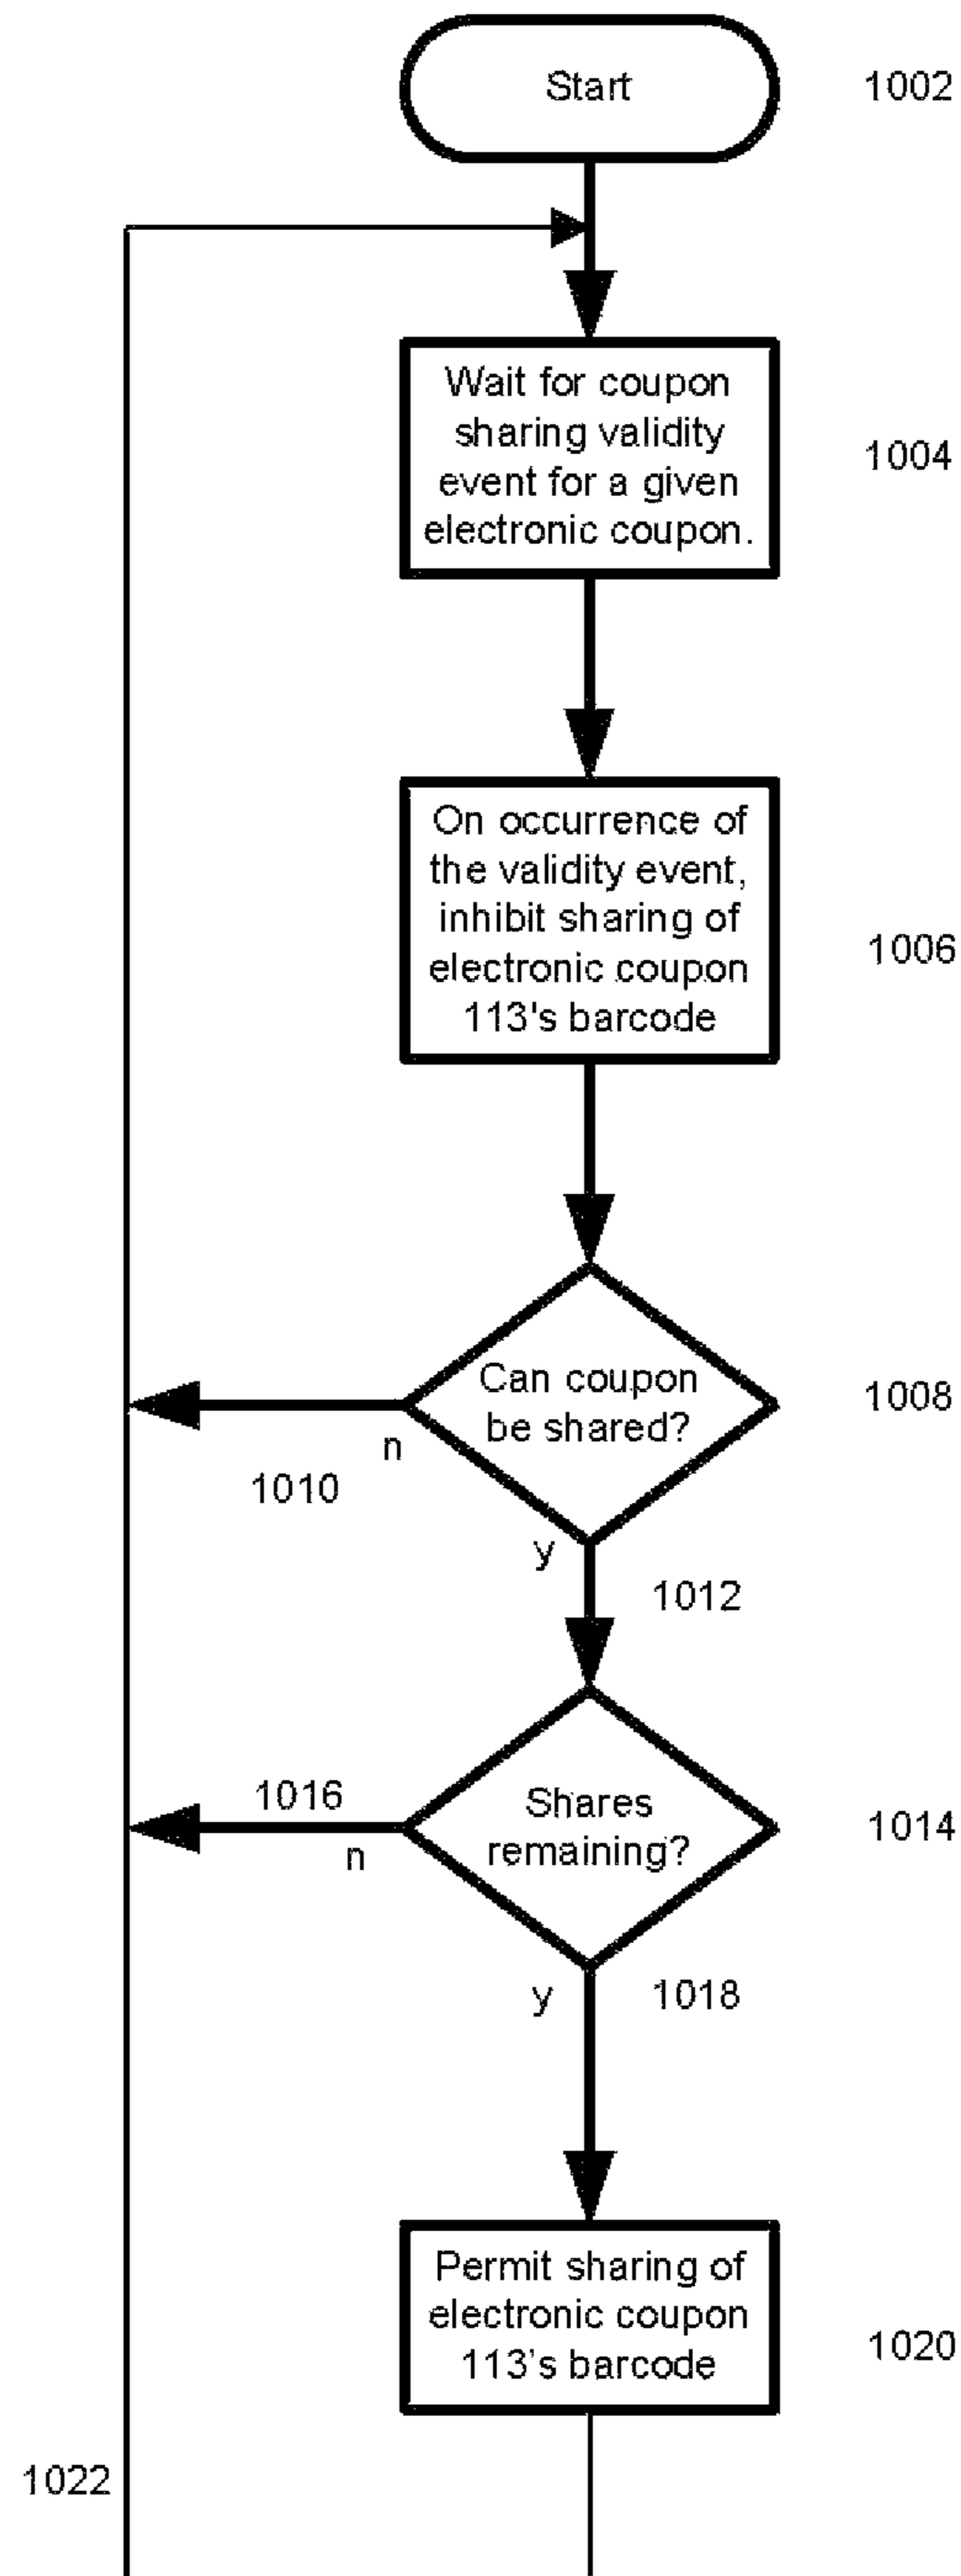 Start
1002
Wait for coupon
sharing validity
event for a given
electronic coupon.
1004
On occurrence of
the validity event,
inhibit sharing of
electronic coupon
113's barcode
1006
Can coupon
be shared?
1008
n
1010
y
1012
1016
Shares
remaining?
1014
n
y
1018
Permit sharing of
electronic coupon
113's barcode
1020
1022